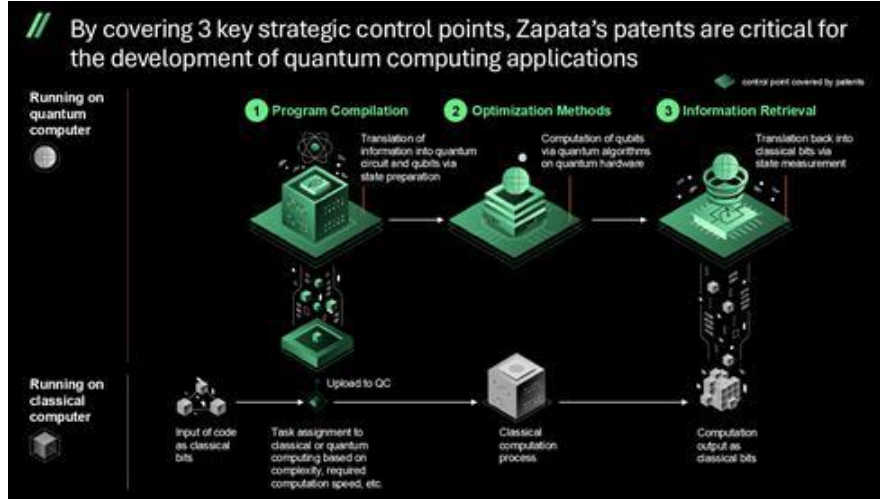 By covering 3 key strategic control points, Zapata's patents are critical for
the development of quantum computing applications
control point covered by patents
Running on
quantum
computer
1 Program Compilation
Translation of
information into quantum
circuit and qubits via
state preparation
2 Optimization Methods
Computation of qubits
via quantum algorithms
on quantum hardware
3 Information Retrieval
Translation back into
classical bits via
state measurement
Running on
classical
computer
Input of code
as classical
bits
Upload to QC
Task assignment to
classical or quantum
computing based on
complexity, required
computation speed, etc.
Classical
computation
process
Computation
output as
classical bits